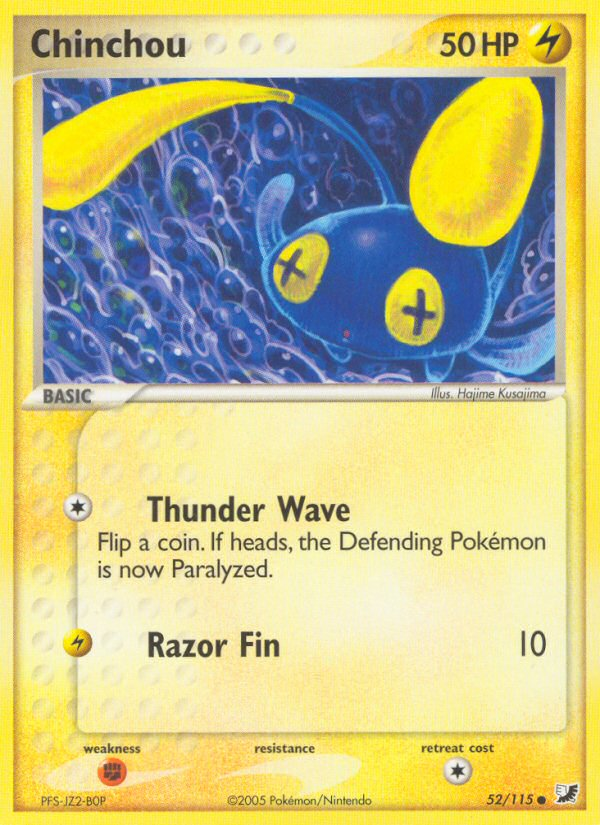 Chinchou 50 HP
BASIC Illus. Hajime Kusajima
Thunder Wave
Flip a coin. If heads, the Defending Pokémon
is now Paralyzed.
Razor Fin 10
weakness resistance retreat cost
PFS-JZ2-B0P ©2005 Pokémon/Nintendo 52/115